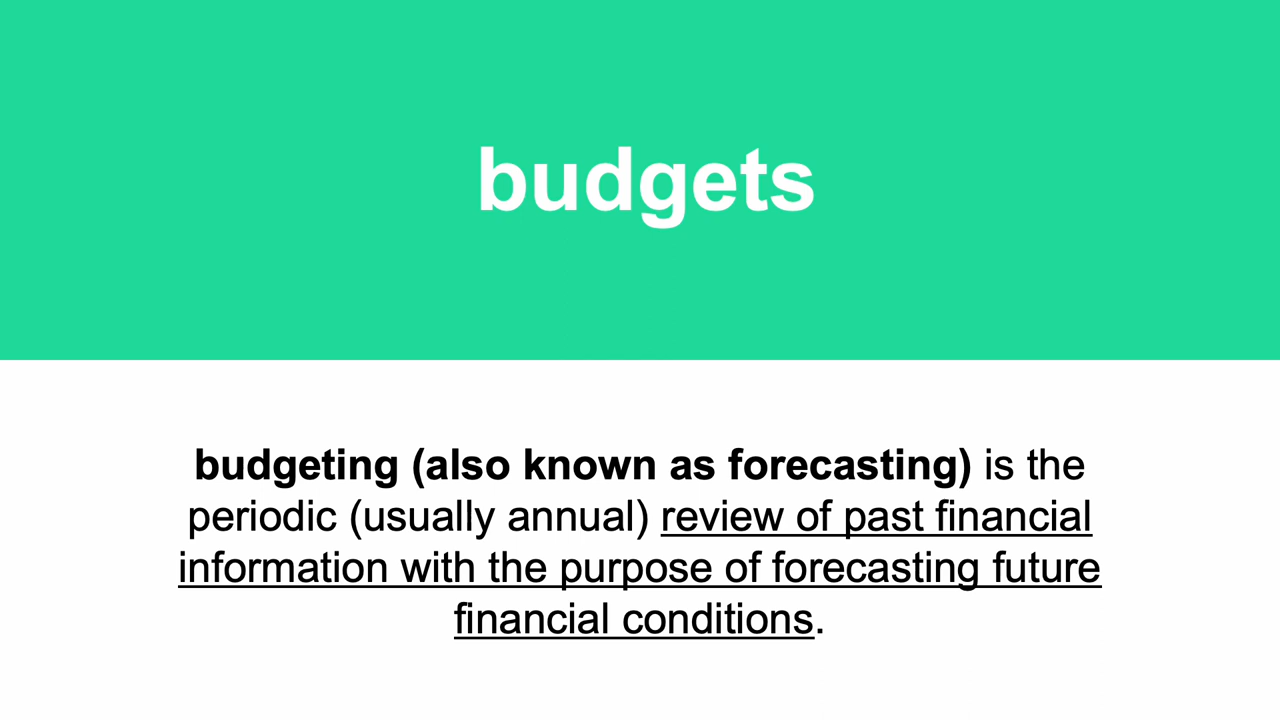 budgets
budgeting (also known as forecasting) is the
periodic (usually annual) review of past financial
information with the purpose of forecasting future
financial conditions.